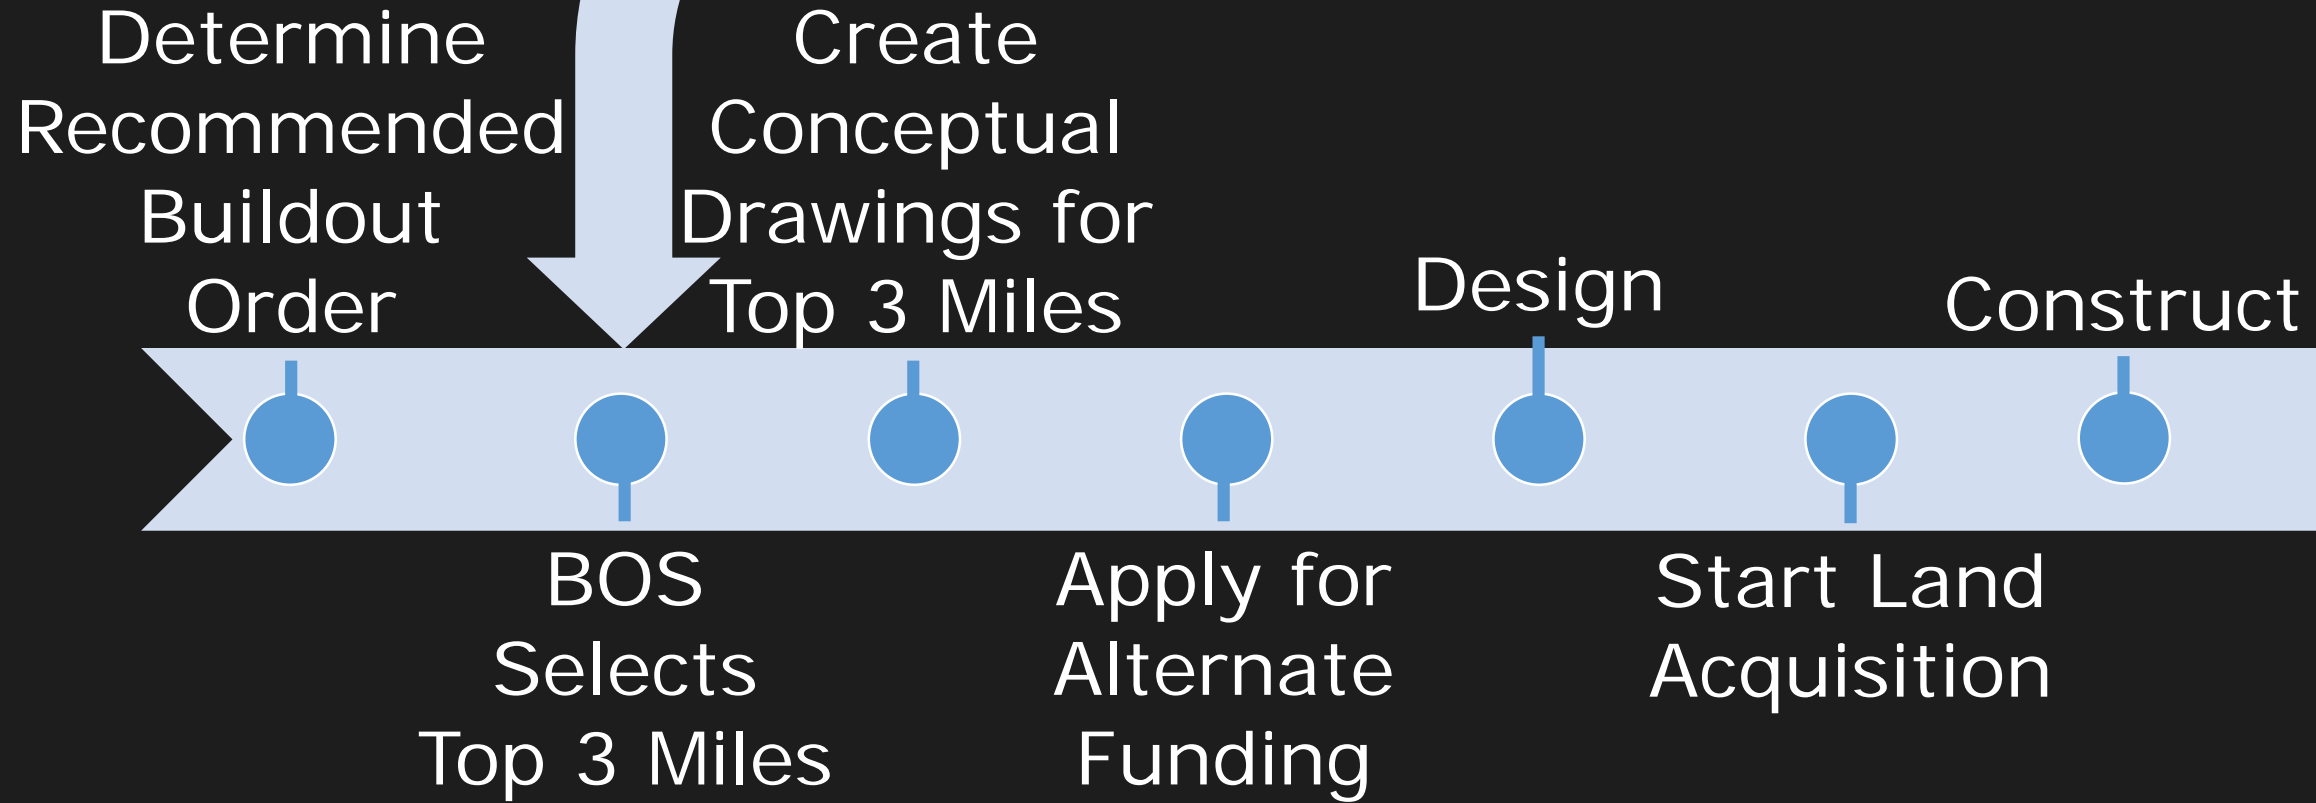 Determine
Recommended
Buildout
Order
BOS
Selects
Top 3 Miles
Create
Conceptual
Drawings for
Top 3 Miles
Apply for
Alternate
Funding
Design
Start Land
Acquisition
Construct